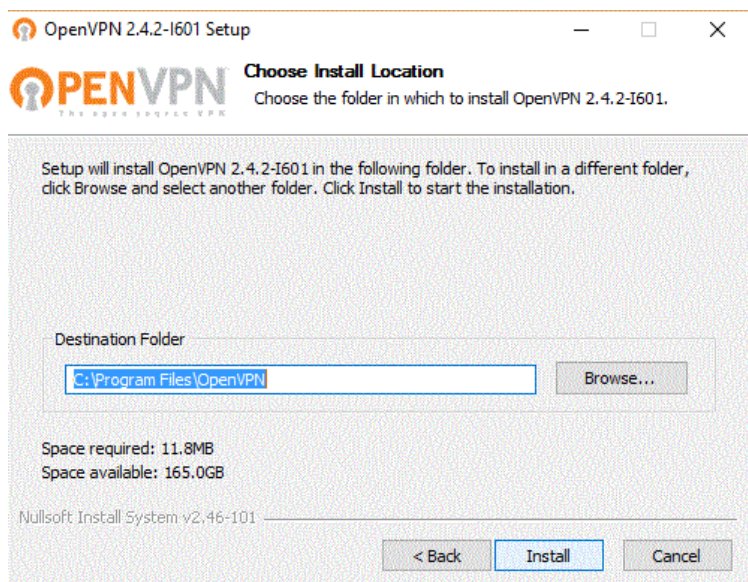 OpenVPN 2.4.2-I601 Setup
OPENVPN
Choose Install Location
Choose the folder in which to install OpenVPN 2.4.2-I601.
Setup will install OpenVPN 2.4.2-I601 in the following folder. To install in a different folder,
click Browse and select another folder. Click Install to start the installation.
Destination Folder
C:\Program Files\OpenVPN
Browse...
Space required: 11.8MB
Space available: 165.0GB
Nullsoft Install System v2.46-101
< Back
Install
Cancel